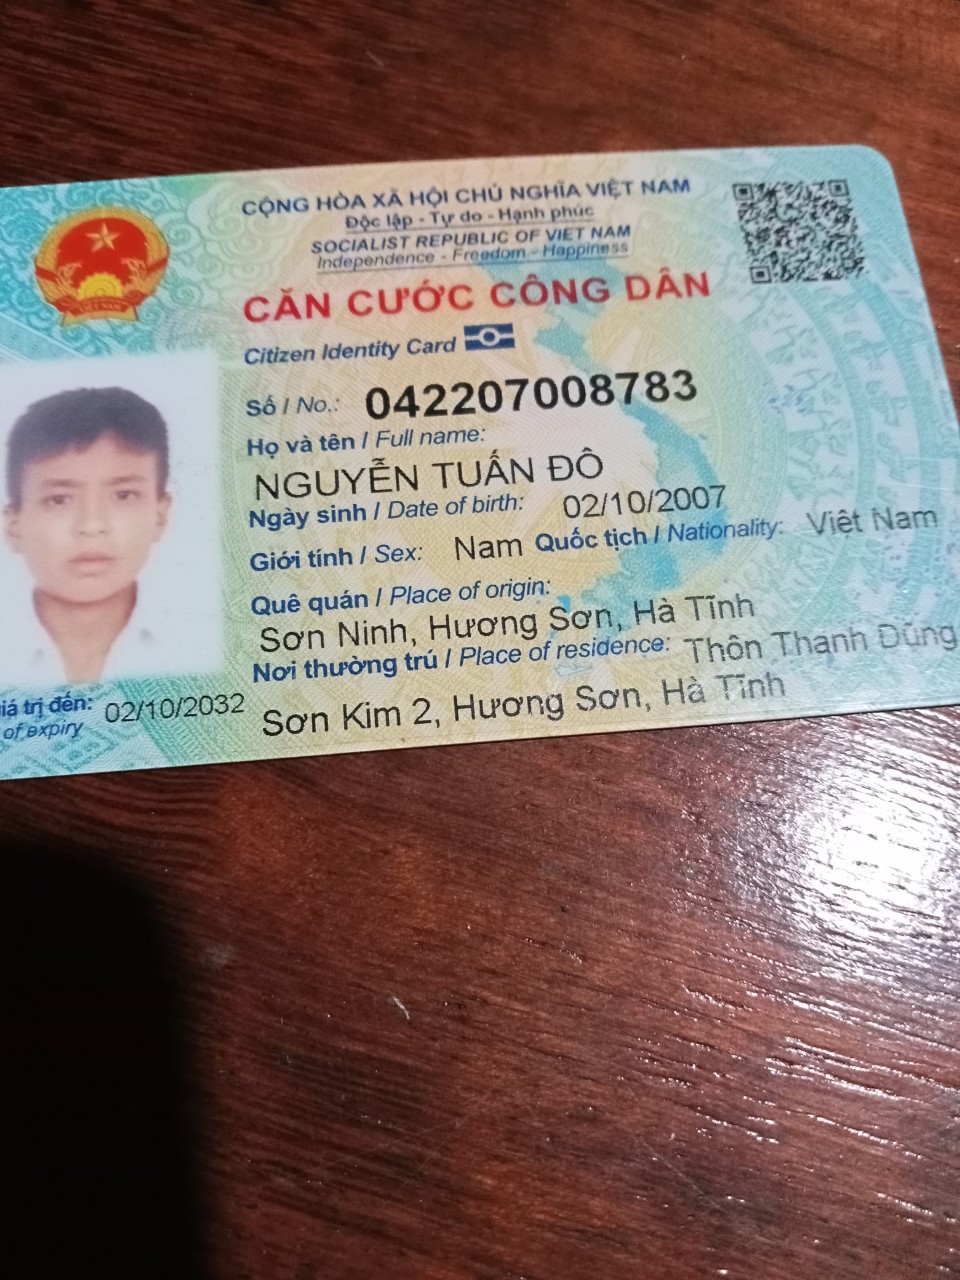 CỘNG HÒA XÃ HỘI CHỦ NGHĨA VIỆT NAM
Độc lập - Tự do - Hạnh phúc
SOCIALIST REPUBLIC OF VIET NAM
Independence - Freedom - Happiness
CĂN CƯỚC CÔNG DÂN
Citizen Identity Card
Số / No.: 042207008783
Họ và tên / Full name:
NGUYỄN TUẤN ĐÔ
Ngày sinh / Date of birth: 02/10/2007
Giới tính / Sex: Nam Quốc tịch / Nationality: Việt Nam
Quê quán / Place of origin:
Sơn Ninh, Hương Sơn, Hà Tĩnh
Nơi thường trú / Place of residence: Thôn Thanh Dũng
Sơn Kim 2, Hương Sơn, Hà Tĩnh
iá trị đến: 02/10/2032
of expiry